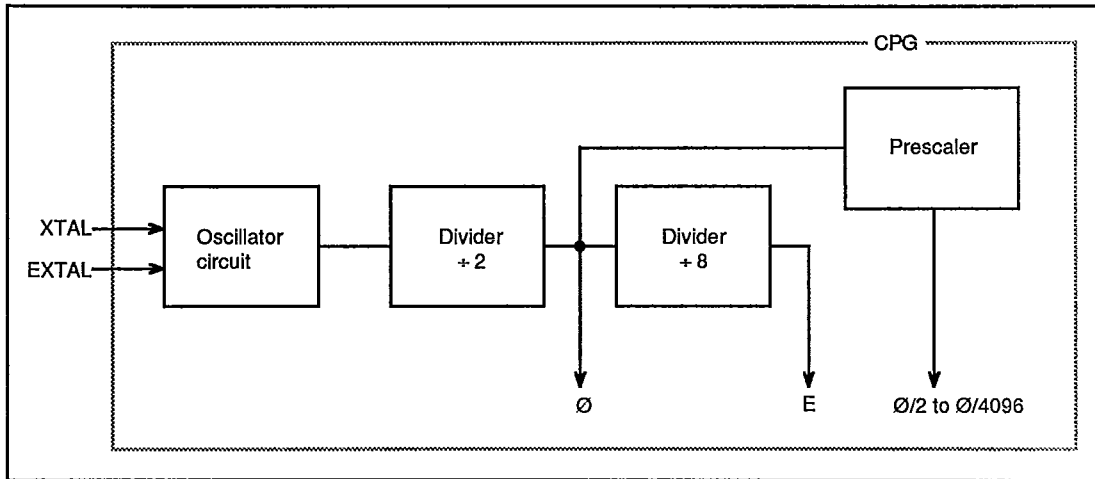 CPG
Prescaler
XTAL
EXTAL
Oscillator
circuit
Divider
÷ 2
Divider
÷ 8
Ø
E
Ø/2 to Ø/4096